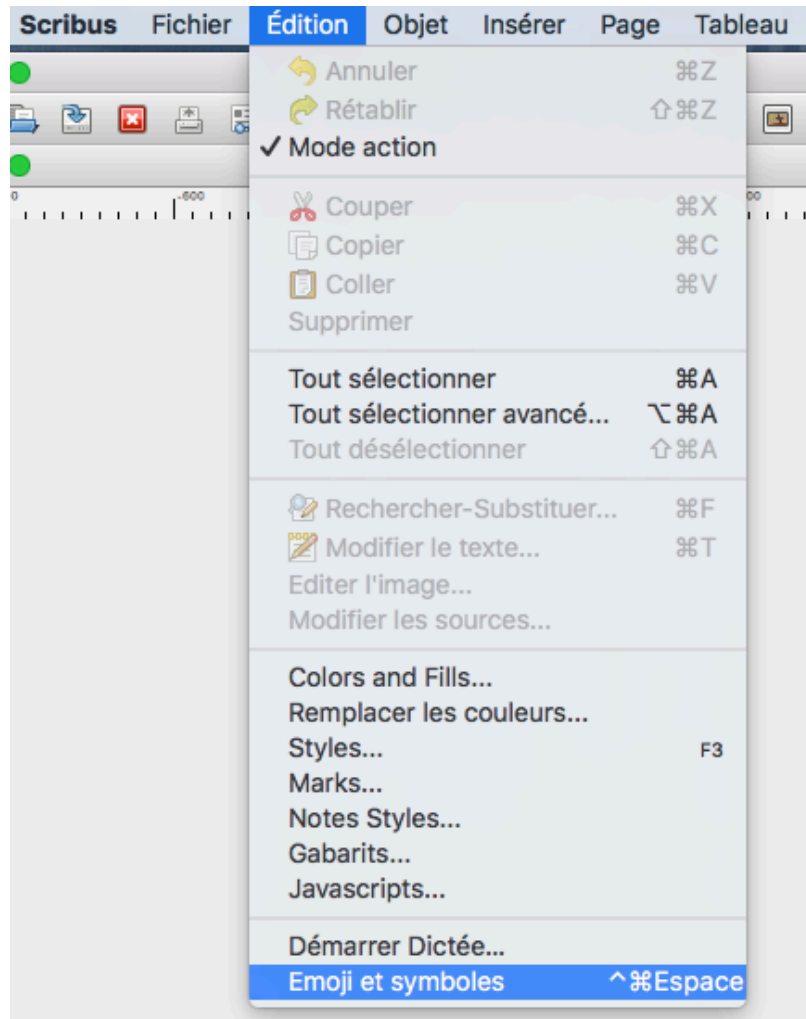 Scribus Fichier Édition Objet Insérer Page Tableau
Annuler ⌘Z
Rétablir ⇧⌘Z
✓ Mode action
-600
Couper ⌘X
Copier ⌘C
Coller ⌘V
Supprimer
Tout sélectionner ⌘A
Tout sélectionner avancé... ⌥⌘A
Tout désélectionner ⇧⌘A
Rechercher-Substituer... ⌘F
Modifier le texte... ⌘T
Editer l'image...
Modifier les sources...
Colors and Fills...
Remplacer les couleurs...
Styles... F3
Marks...
Notes Styles...
Gabarits...
Javascripts...
Démarrer Dictée...
Emoji et symboles ^⌘Espace